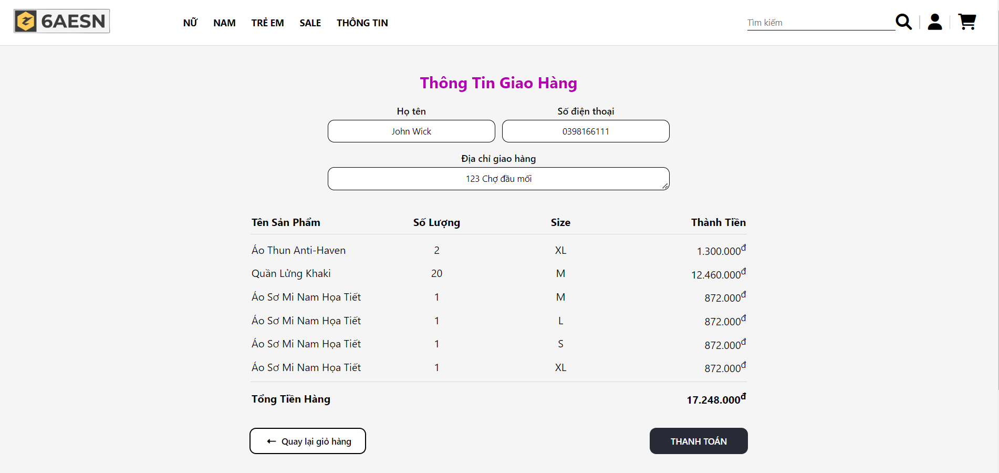 6AESN NỮ NAM TRẺ EM SALE THÔNG TIN Tìm kiếm
Thông Tin Giao Hàng
Họ tên Số điện thoại
John Wick 0398166111
Địa chỉ giao hàng
123 Chợ đầu mối
Tên Sản Phẩm Số Lượng Size Thành Tiền
Áo Thun Anti-Haven 2 XL 1.300.000đ
Quần Lửng Khaki 20 M 12.460.000đ
Áo Sơ Mi Nam Họa Tiết 1 M 872.000đ
Áo Sơ Mi Nam Họa Tiết 1 L 872.000đ
Áo Sơ Mi Nam Họa Tiết 1 S 872.000đ
Áo Sơ Mi Nam Họa Tiết 1 XL 872.000đ
Tổng Tiền Hàng 17.248.000đ
← Quay lại giỏ hàng THANH TOÁN